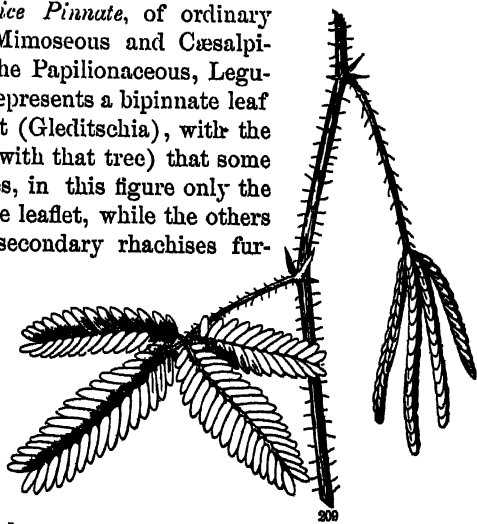 ice Pinnate, of ordinary
Mimoseous and Cæsalpi-
he Papilionaceous, Legu-
epresents a bipinnate leaf
t (Gleditschia), with the
with that tree) that some
s, in this figure only the
e leaflet, while the others
secondary rhachises fur-
209